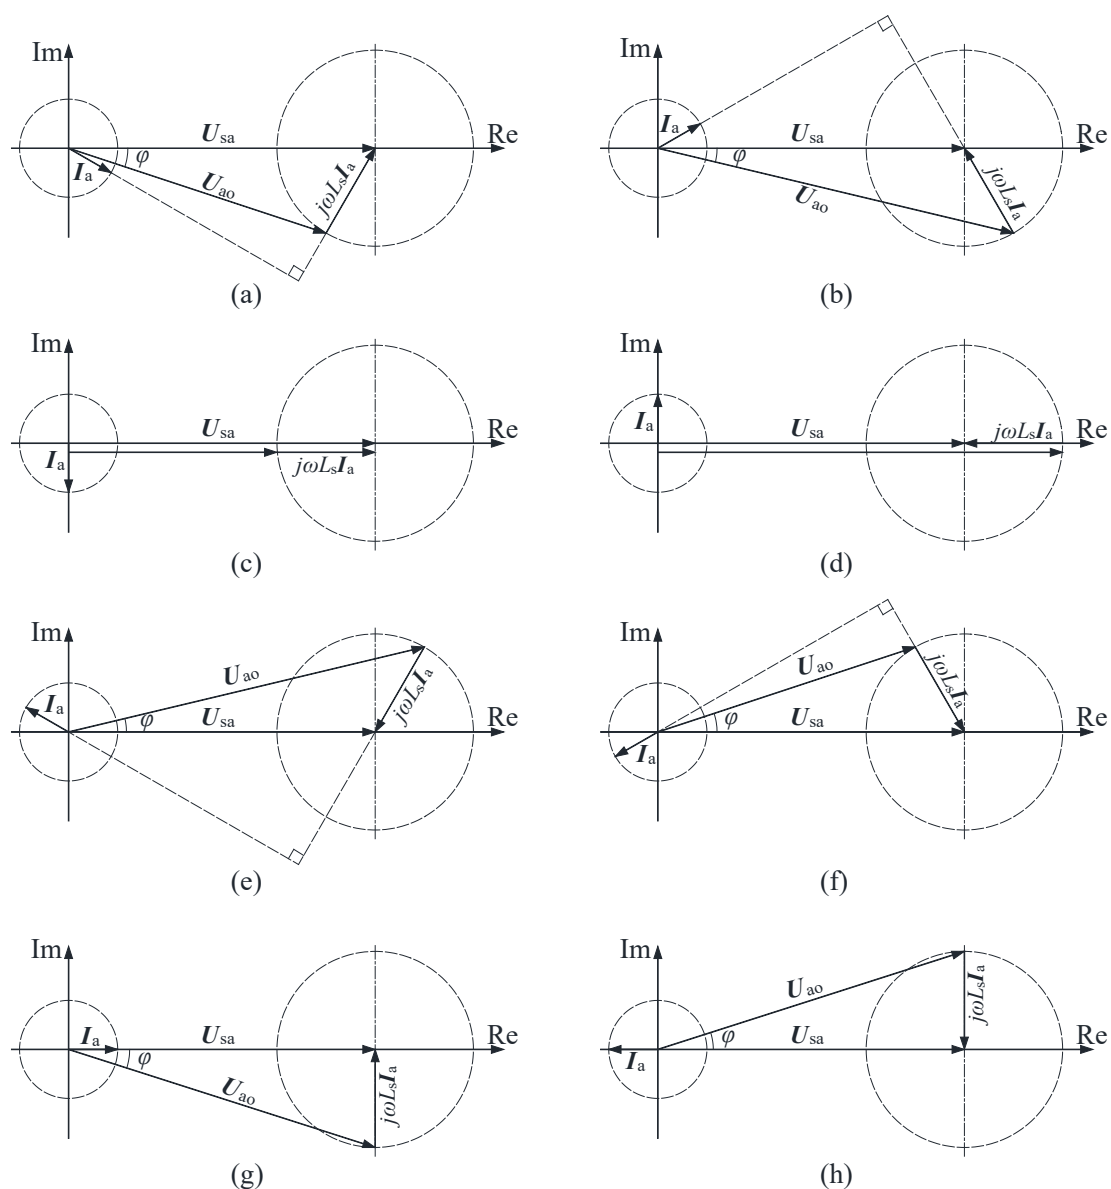 Im
U_sa
Re
φ
I_a
U_ao
jωL_sI_a
(a)
Im
I_a
U_sa
Re
φ
U_ao
jωL_sI_a
(b)
Im
U_sa
Re
I_a
jωL_sI_a
(c)
Im
U_sa
jωL_sI_a
Re
I_a
(d)
Im
U_ao
I_a
φ
U_sa
jωL_sI_a
Re
(e)
Im
U_ao
jωL_sI_a
φ
U_sa
Re
I_a
(f)
Im
I_a
U_sa
Re
φ
U_ao
jωL_sI_a
(g)
Im
U_ao
jωL_sI_a
φ
U_sa
Re
I_a
(h)